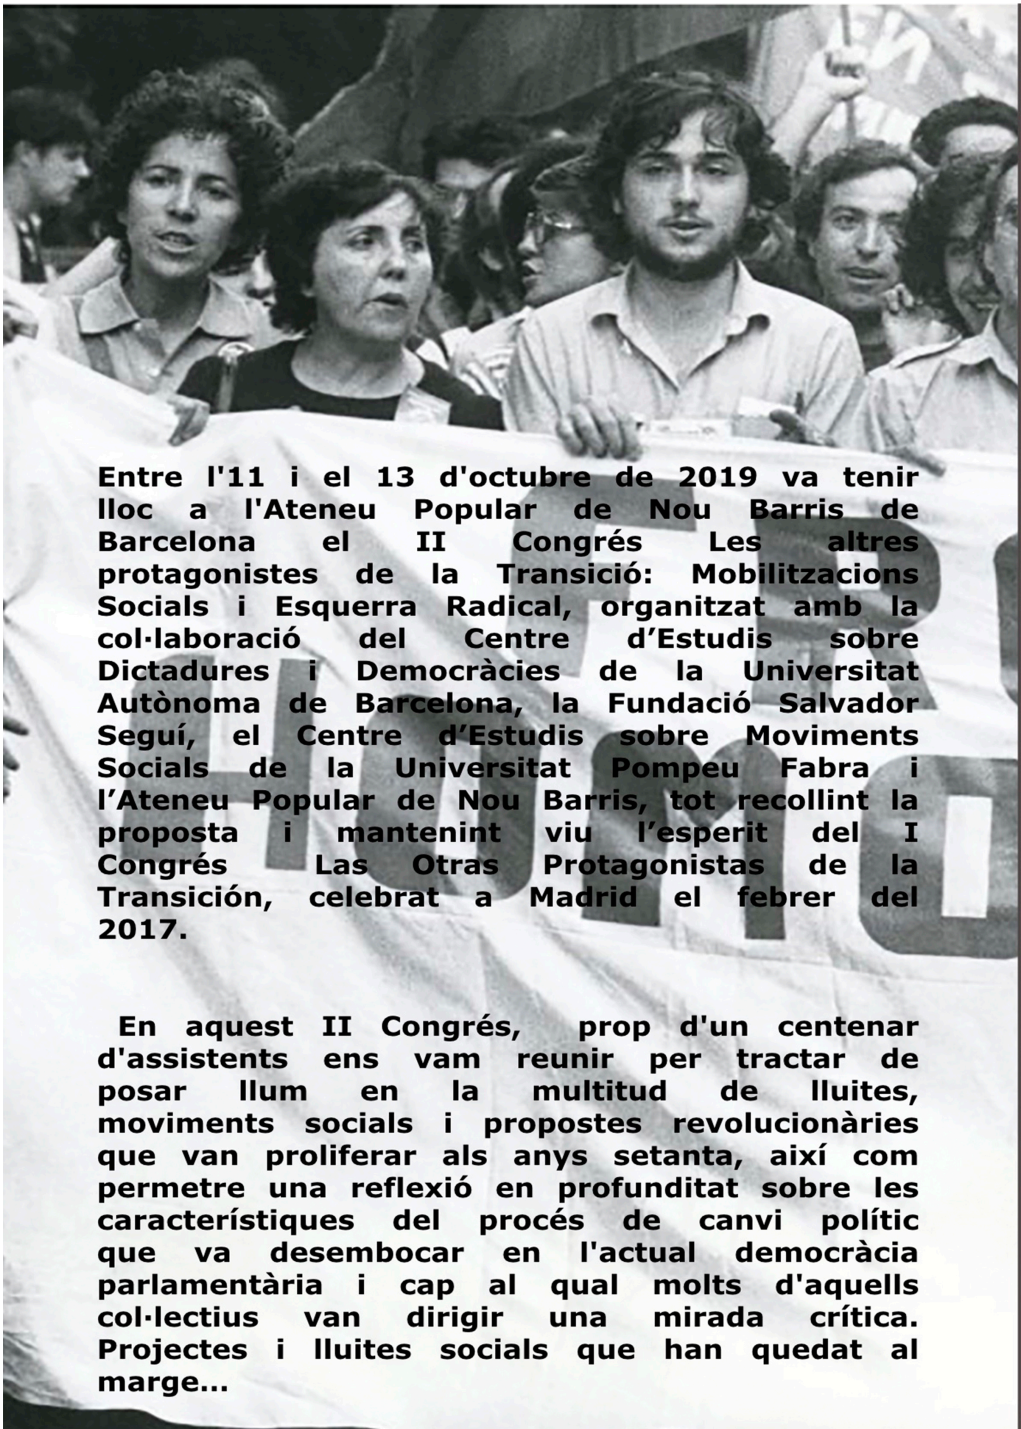 Entre l'11 i el 13 d'octubre de 2019 va tenir
lloc a l'Ateneu Popular de Nou Barris de
Barcelona el II Congrés Les altres
protagonistes de la Transició: Mobilitzacions
Socials i Esquerra Radical, organitzat amb la
col·laboració del Centre d’Estudis sobre
Dictadures i Democràcies de la Universitat
Autònoma de Barcelona, la Fundació Salvador
Seguí, el Centre d’Estudis sobre Moviments
Socials de la Universitat Pompeu Fabra i
l’Ateneu Popular de Nou Barris, tot recollint la
proposta i mantenint viu l’esperit del I
Congrés Las Otras Protagonistas de la
Transición, celebrat a Madrid el febrer del
2017.
En aquest II Congrés, prop d'un centenar
d'assistents ens vam reunir per tractar de
posar llum en la multitud de lluites,
moviments socials i propostes revolucionàries
que van proliferar als anys setanta, així com
permetre una reflexió en profunditat sobre les
característiques del procés de canvi polític
que va desembocar en l'actual democràcia
parlamentària i cap al qual molts d'aquells
col·lectius van dirigir una mirada crítica.
Projectes i lluites socials que han quedat al
marge...